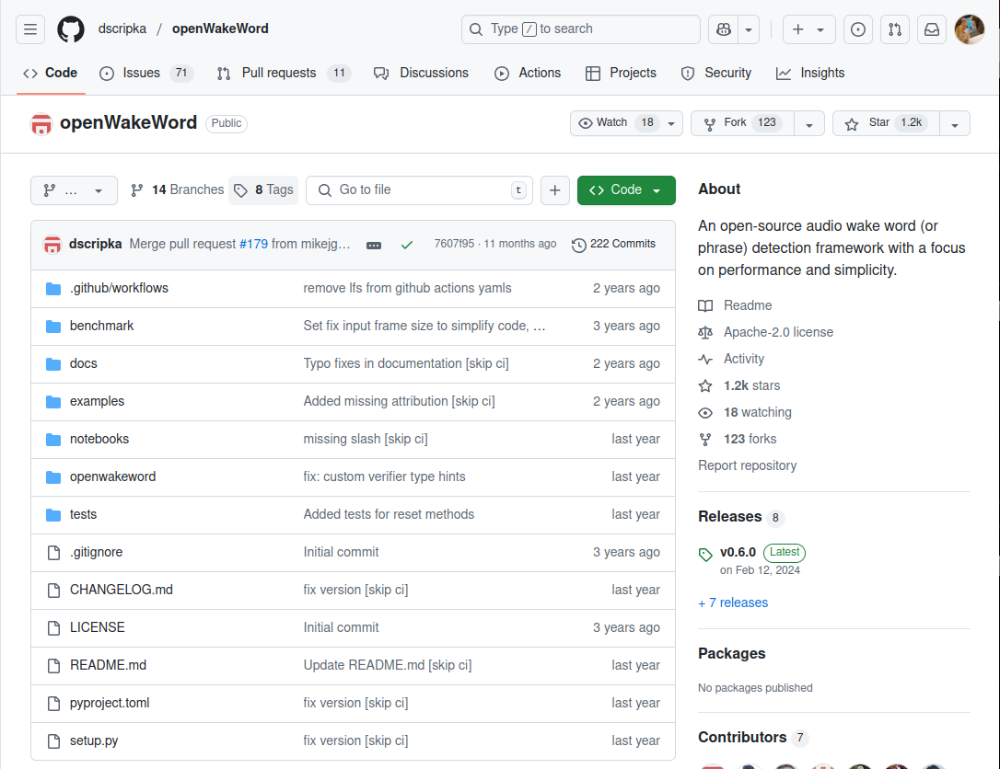 dscripka / openWakeWord Type / to search
Code Issues 71 Pull requests 11 Discussions Actions Projects Security Insights
openWakeWord Public Watch 18 Fork 123 Star 1.2k
... 14 Branches 8 Tags Go to file t Code
dscripka Merge pull request #179 from mikejg… 7607f95 · 11 months ago 222 Commits
.github/workflows remove lfs from github actions yamls 2 years ago
benchmark Set fix input frame size to simplify code, … 3 years ago
docs Typo fixes in documentation [skip ci] 2 years ago
examples Added missing attribution [skip ci] 2 years ago
notebooks missing slash [skip ci] last year
openwakeword fix: custom verifier type hints last year
tests Added tests for reset methods last year
.gitignore Initial commit 3 years ago
CHANGELOG.md fix version [skip ci] last year
LICENSE Initial commit 3 years ago
README.md Update README.md [skip ci] last year
pyproject.toml fix version [skip ci] last year
setup.py fix version [skip ci] last year
About
An open-source audio wake word (or
phrase) detection framework with a focus
on performance and simplicity.
Readme
Apache-2.0 license
Activity
1.2k stars
18 watching
123 forks
Report repository
Releases 8
v0.6.0 Latest
on Feb 12, 2024
+ 7 releases
Packages
No packages published
Contributors 7